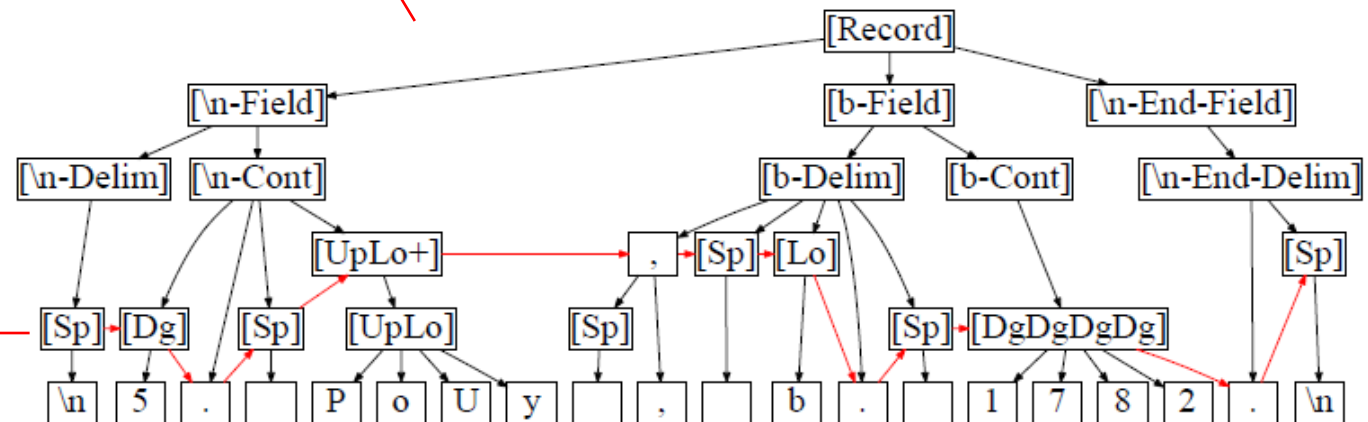 [Record]
[\n-Field] [b-Field] [\n-End-Field]
[\n-Delim] [\n-Cont] [b-Delim] [b-Cont] [\n-End-Delim]
[UpLo+] , [Sp] [Lo] [Sp]
[Sp] [Dg] [Sp] [UpLo] [Sp] [Sp] [DgDgDgDg]
\n 5 . P o U y , b . 1 7 8 2 . \n